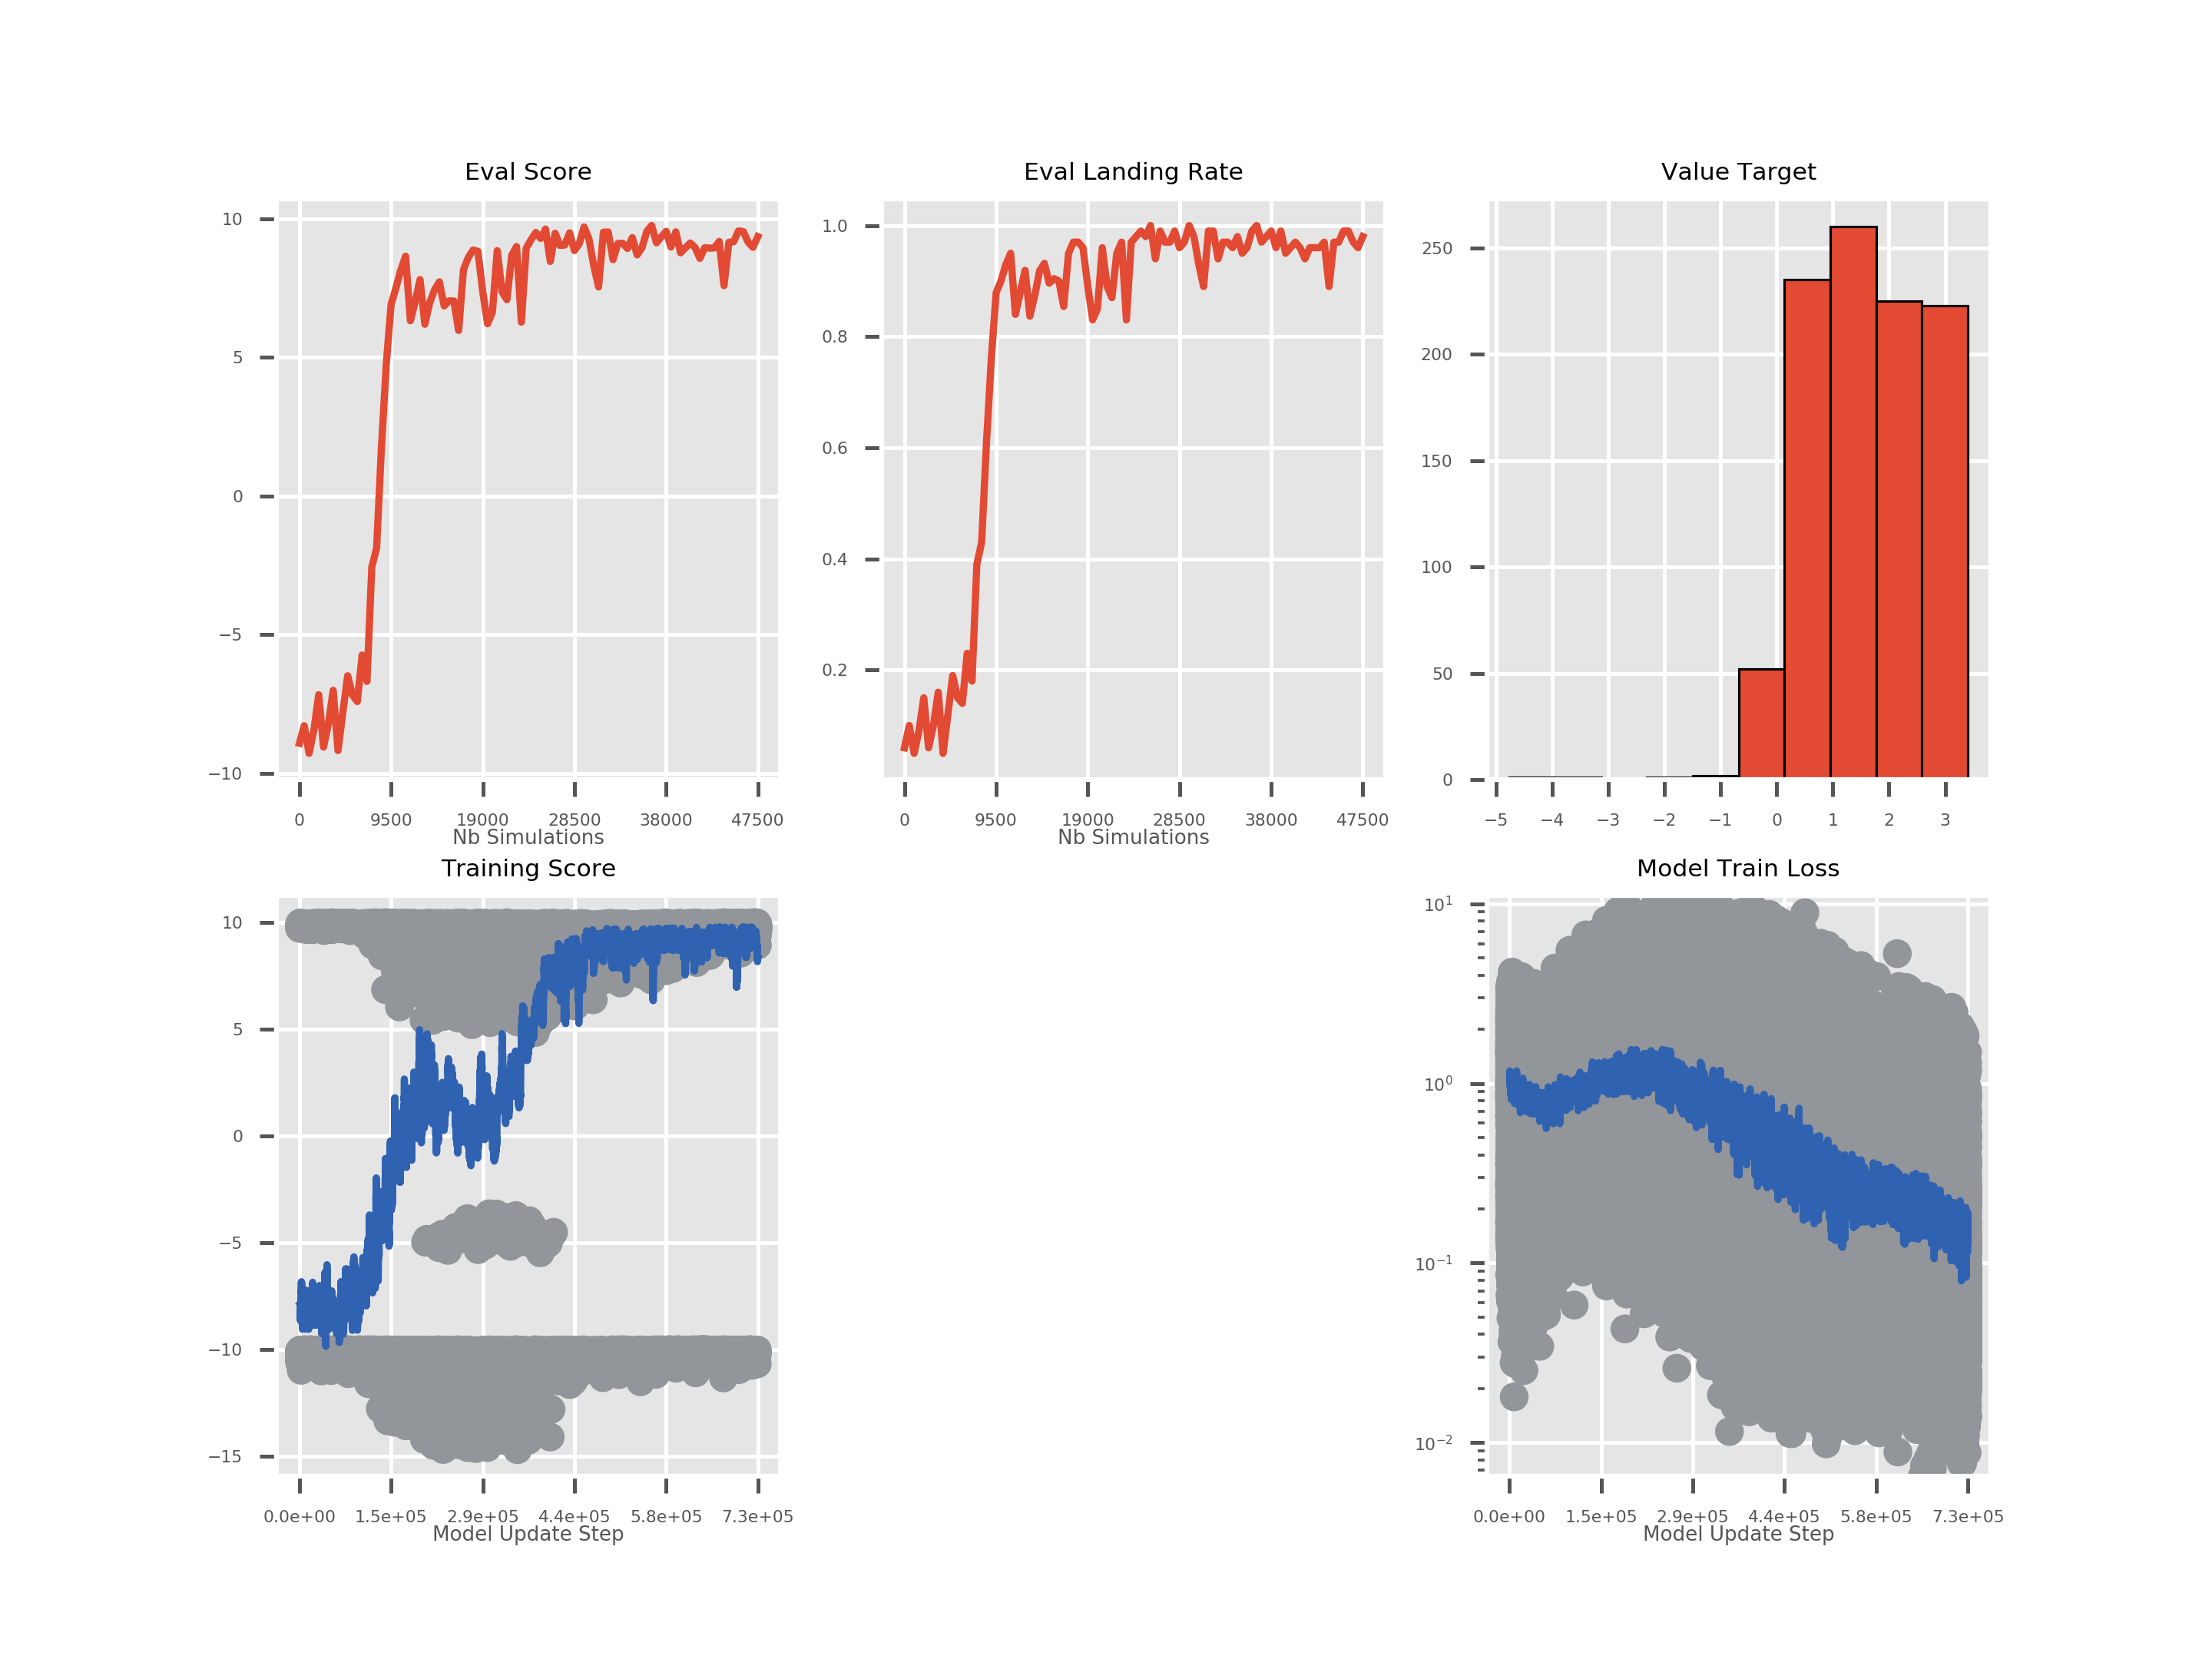 Eval Score
10
5
0
−5
−10
0 9500 19000 28500 38000 47500
Nb Simulations
Eval Landing Rate
1.0
0.8
0.6
0.4
0.2
0 9500 19000 28500 38000 47500
Nb Simulations
Value Target
250
200
150
100
50
0
−5 −4 −3 −2 −1 0 1 2 3
Training Score
10
5
0
−5
−10
−15
0.0e+00 1.5e+05 2.9e+05 4.4e+05 5.8e+05 7.3e+05
Model Update Step
Model Train Loss
10¹
10⁰
10⁻¹
10⁻²
0.0e+00 1.5e+05 2.9e+05 4.4e+05 5.8e+05 7.3e+05
Model Update Step